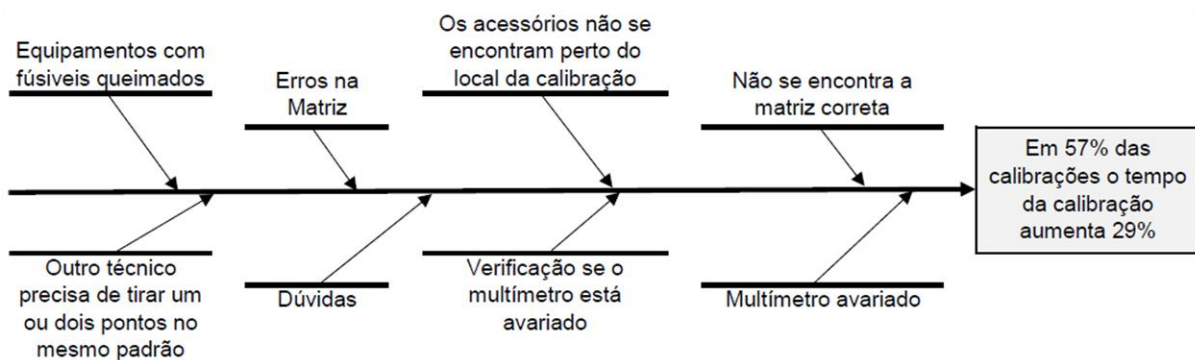 Equipamentos com
fúsiveis queimados
Erros na
Matriz
Os acessórios não se
encontram perto do
local da calibração
Não se encontra a
matriz correta
Em 57% das
calibrações o tempo
da calibração
aumenta 29%
Outro técnico
precisa de tirar um
ou dois pontos no
mesmo padrão
Dúvidas
Verificação se o
multímetro está
avariado
Multímetro avariado